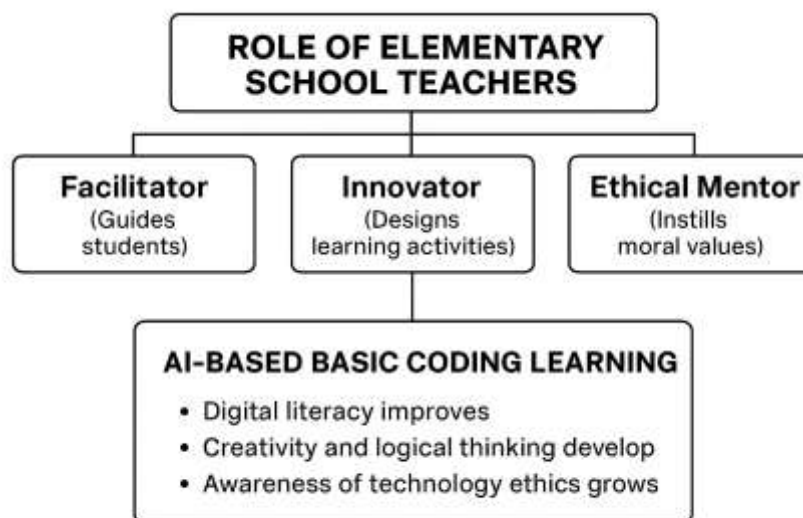 ROLE OF ELEMENTARY
SCHOOL TEACHERS
Facilitator
(Guides
students)
Innovator
(Designs
learning activities)
Ethical Mentor
(Instills
moral values)
AI-BASED BASIC CODING LEARNING
• Digital literacy improves
• Creativity and logical thinking develop
• Awareness of technology ethics grows